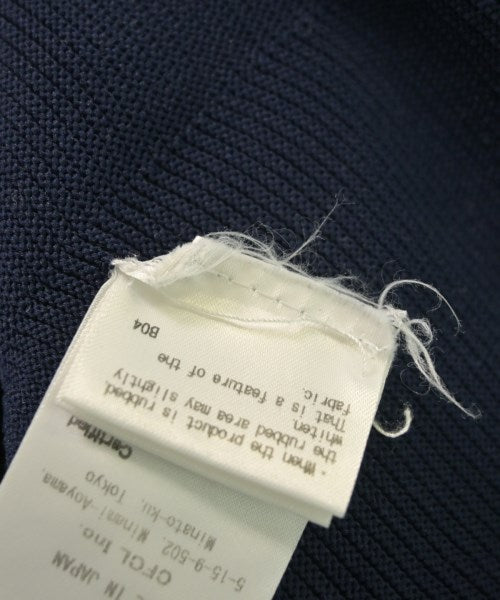 • When the product is rubbed,
the rubbed area may slightly
whiten.
That is a feature of the
fabric.
B04
IN JAPAN
CFCL Inc.
5-15-9-502, Minami-Aoyama,
Minato-ku, Tokyo
Certified